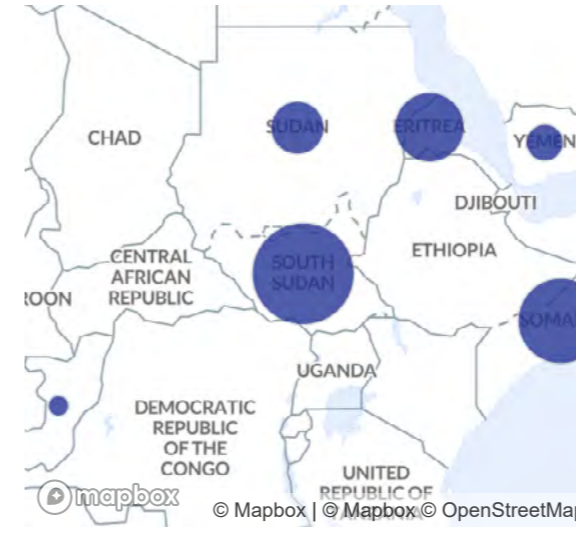 CHAD
SUDAN
ERITREA
YEMEN
DJIBOUTI
ETHIOPIA
CENTRAL
AFRICAN
REPUBLIC
SOUTH
SUDAN
ROON
SOMA
UGANDA
DEMOCRATIC
REPUBLIC
OF THE
CONGO
UNITED
REPUBLIC OF
TANZANIA
mapbox
© Mapbox | © Mapbox © OpenStreetMap